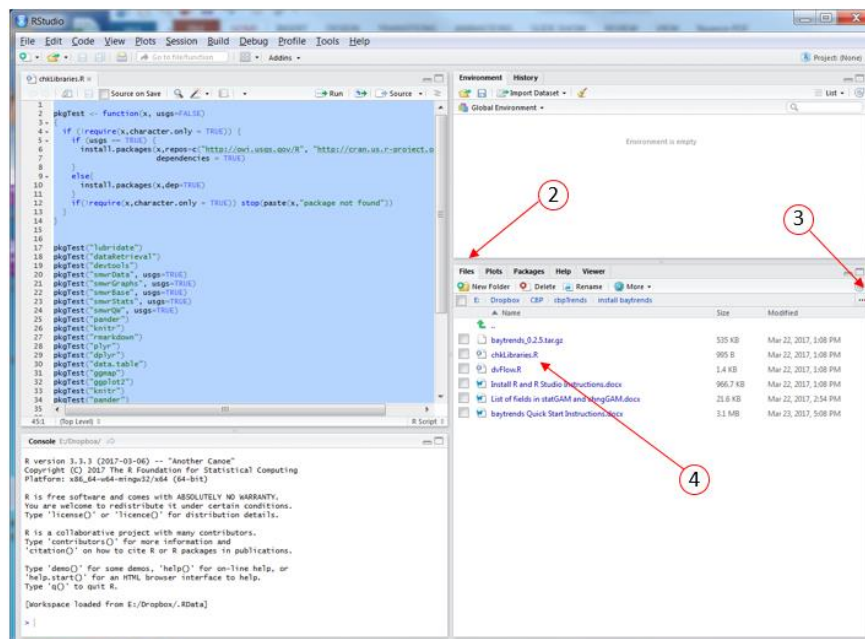 RStudio
File Edit Code View Plots Session Build Debug Profile Tools Help
Go to file/function Addins Project: (None)
chkLibraries.R
Source on Save Run Source
1
2 pkgTest <- function(x, usgs=FALSE)
3 {
4 if (!require(x,character.only = TRUE)) {
5 if (usgs == TRUE) {
6 install.packages(x,repos=c("http://owi.usgs.gov/R", "http://cran.us.r-project.o
7 dependencies = TRUE)
8 }
9 else{
10 install.packages(x,dep=TRUE)
11 }
12 if(!require(x,character.only = TRUE)) stop(paste(x,"package not found"))
13 }
14 }
15
16
17 pkgTest("lubridate")
18 pkgTest("dataRetrieval")
19 pkgTest("devtools")
20 pkgTest("smwrData", usgs=TRUE)
21 pkgTest("smwrGraphs", usgs=TRUE)
22 pkgTest("smwrBase", usgs=TRUE)
23 pkgTest("smwrStats", usgs=TRUE)
24 pkgTest("smwrQW", usgs=TRUE)
25 pkgTest("pander")
26 pkgTest("knitr")
27 pkgTest("rmarkdown")
28 pkgTest("plyr")
29 pkgTest("dplyr")
30 pkgTest("data.table")
31 pkgTest("ggmap")
32 pkgTest("ggplot2")
33 pkgTest("knitr")
34 pkgTest("pander")
35
45:1 (Top Level) R Script
Console E:/Dropbox/
R version 3.3.3 (2017-03-06) -- "Another Canoe"
Copyright (C) 2017 The R Foundation for Statistical Computing
Platform: x86_64-w64-mingw32/x64 (64-bit)
R is free software and comes with ABSOLUTELY NO WARRANTY.
You are welcome to redistribute it under certain conditions.
Type 'license()' or 'licence()' for distribution details.
R is a collaborative project with many contributors.
Type 'contributors()' for more information and
'citation()' on how to cite R or R packages in publications.
Type 'demo()' for some demos, 'help()' for on-line help, or
'help.start()' for an HTML browser interface to help.
Type 'q()' to quit R.
[Workspace loaded from E:/Dropbox/.RData]
>
Environment History
Import Dataset List
Global Environment
Environment is empty
2
3
Files Plots Packages Help Viewer
New Folder Delete Rename More
E: Dropbox CBP cbpTrends install baytrends ...
Name Size Modified
..
baytrends_0.2.5.tar.gz 535 KB Mar 22, 2017, 1:08 PM
chkLibraries.R 995 B Mar 22, 2017, 1:08 PM
dvFlow.R 1.4 KB Mar 22, 2017, 1:08 PM
Install R and R Studio Instructions.docx 966.7 KB Mar 22, 2017, 1:08 PM
List of fields in statGAM and chngGAM.docx 21.6 KB Mar 22, 2017, 2:54 PM
baytrends Quick Start Instructions.docx 3.1 MB Mar 23, 2017, 5:08 PM
4